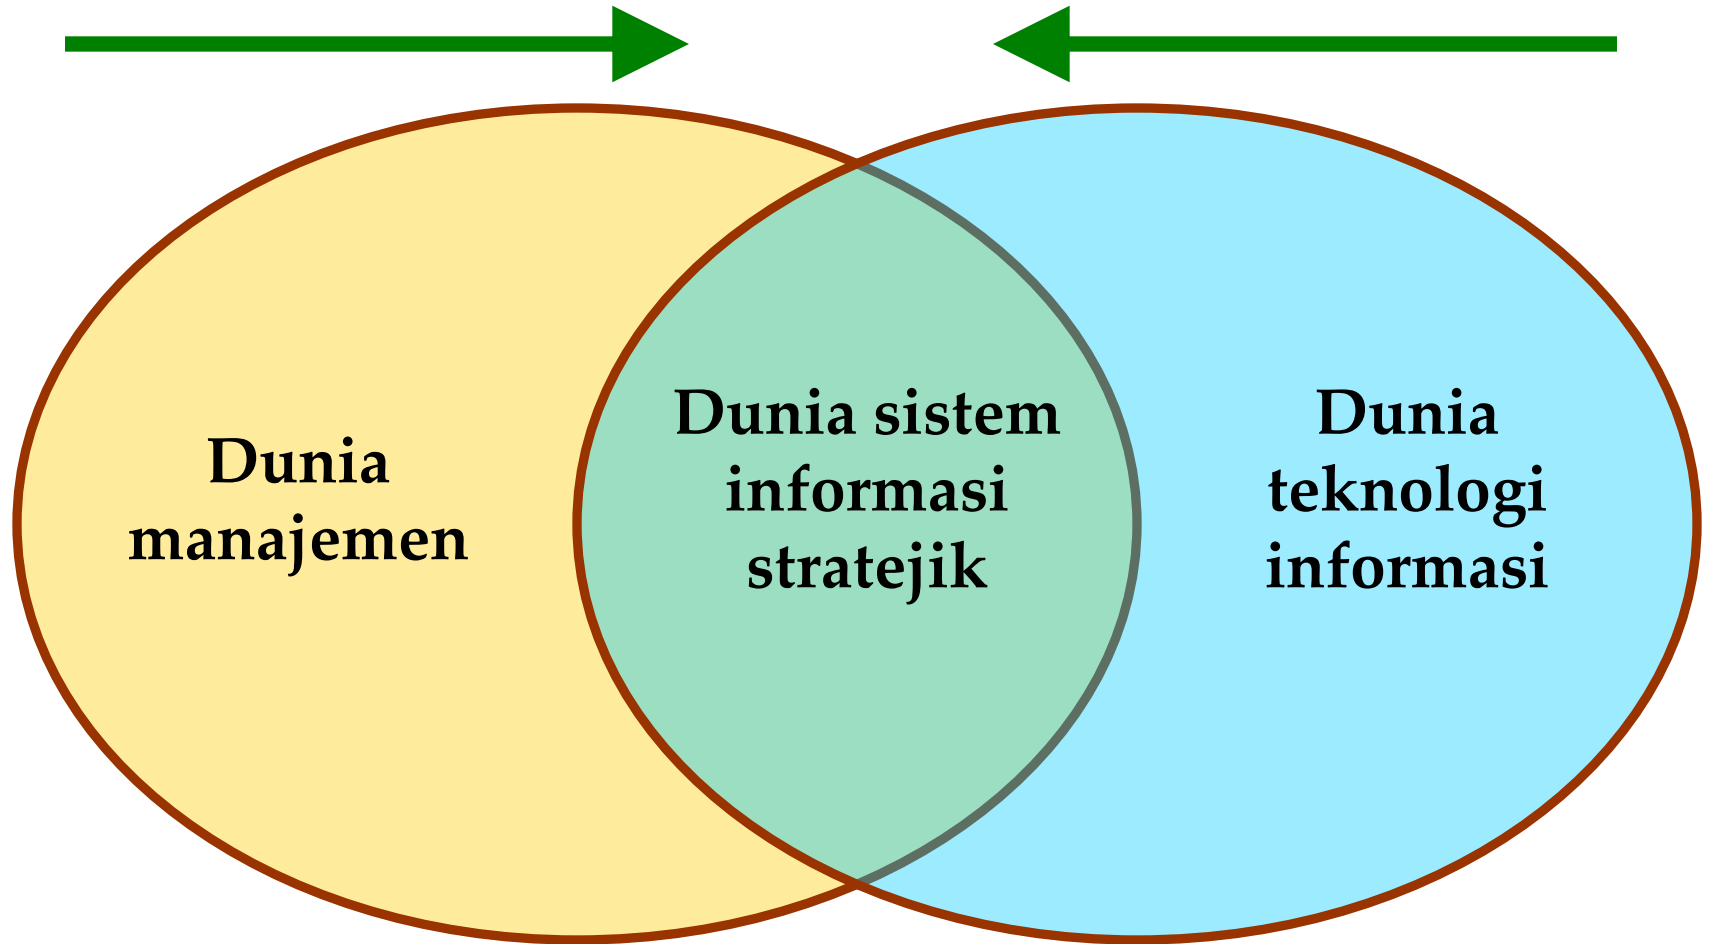 Dunia
manajemen
Dunia sistem
informasi
stratejik
Dunia
teknologi
informasi